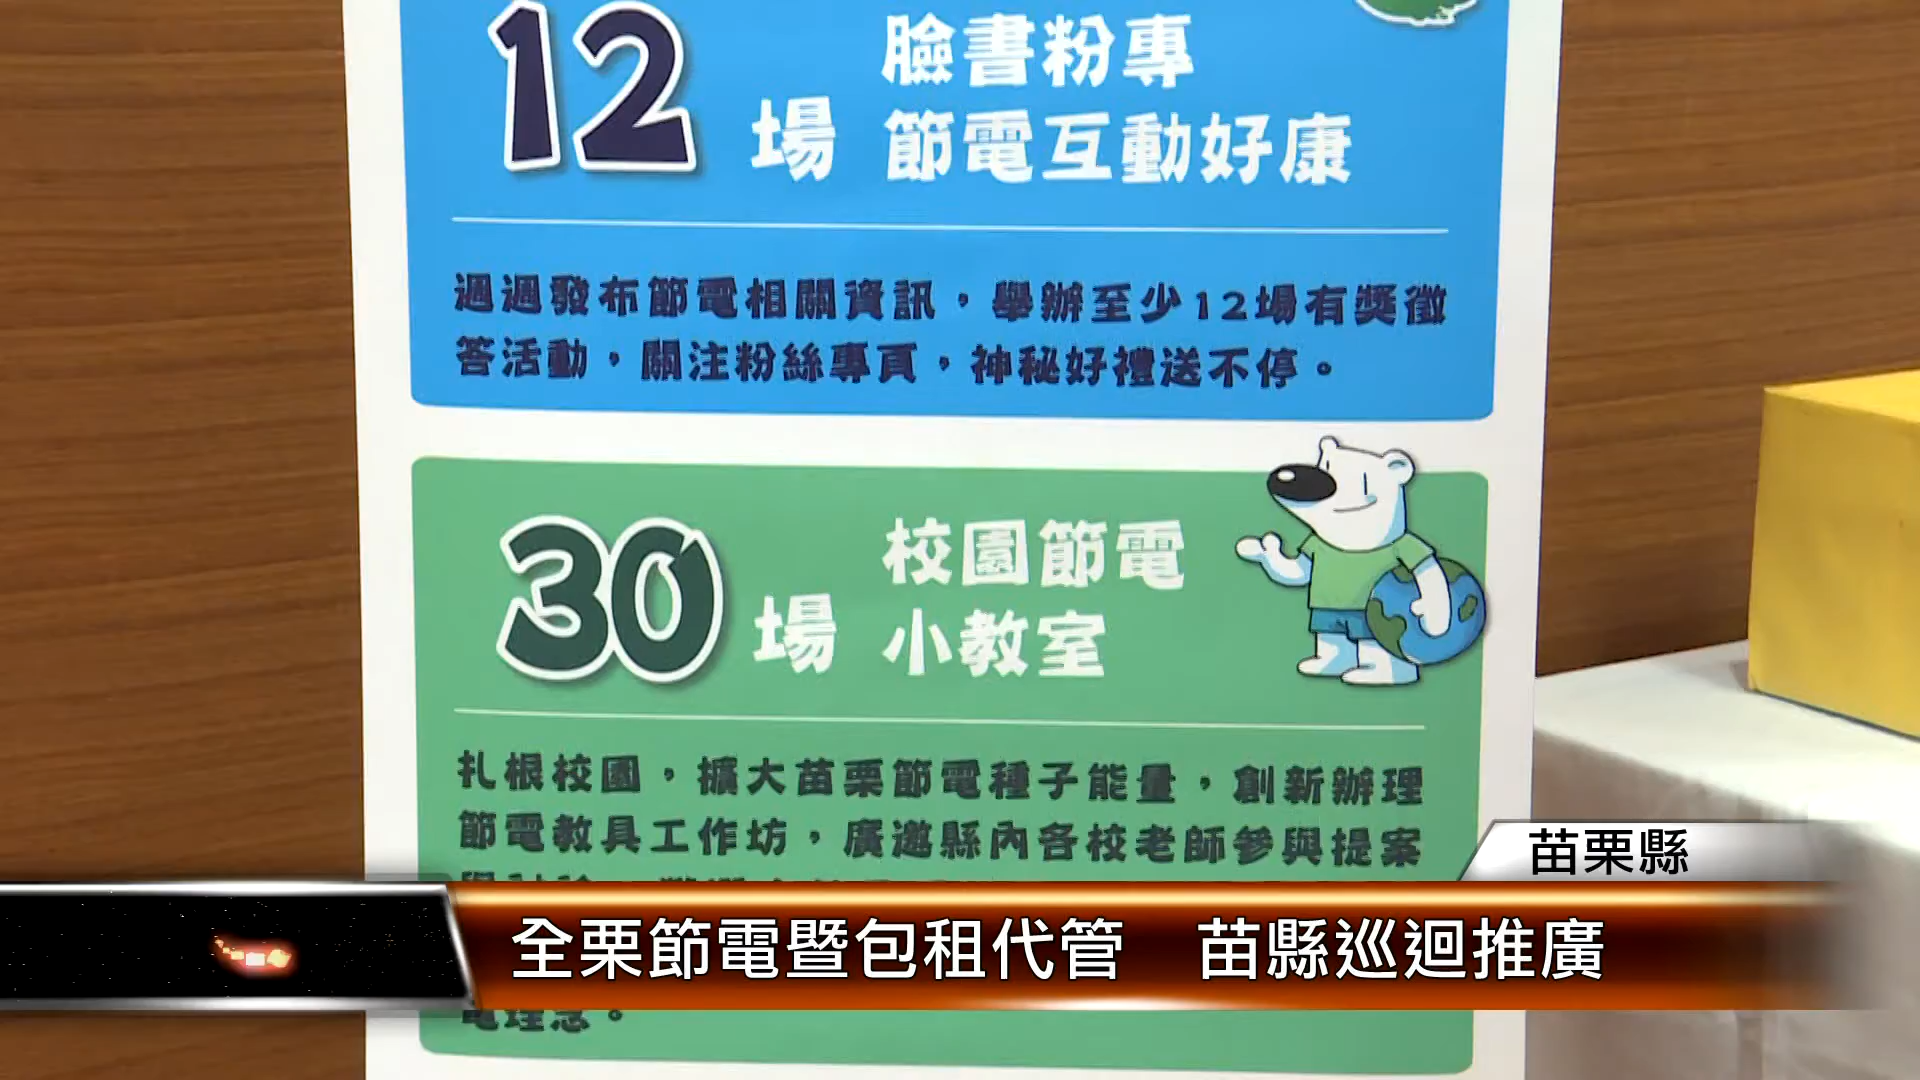 12 場 臉書粉專
節電互動好康
週週發布節電相關資訊，舉辦至少12場有獎徵
答活動，關注粉絲專頁，神秘好禮送不停。
30 場 校園節電
小教室
扎根校園，擴大苗栗節電種子能量，創新辦理
節電教具工作坊，廣邀縣內各校老師參與提案
苗栗縣
全栗節電暨包租代管 苗縣巡迴推廣
電理念。